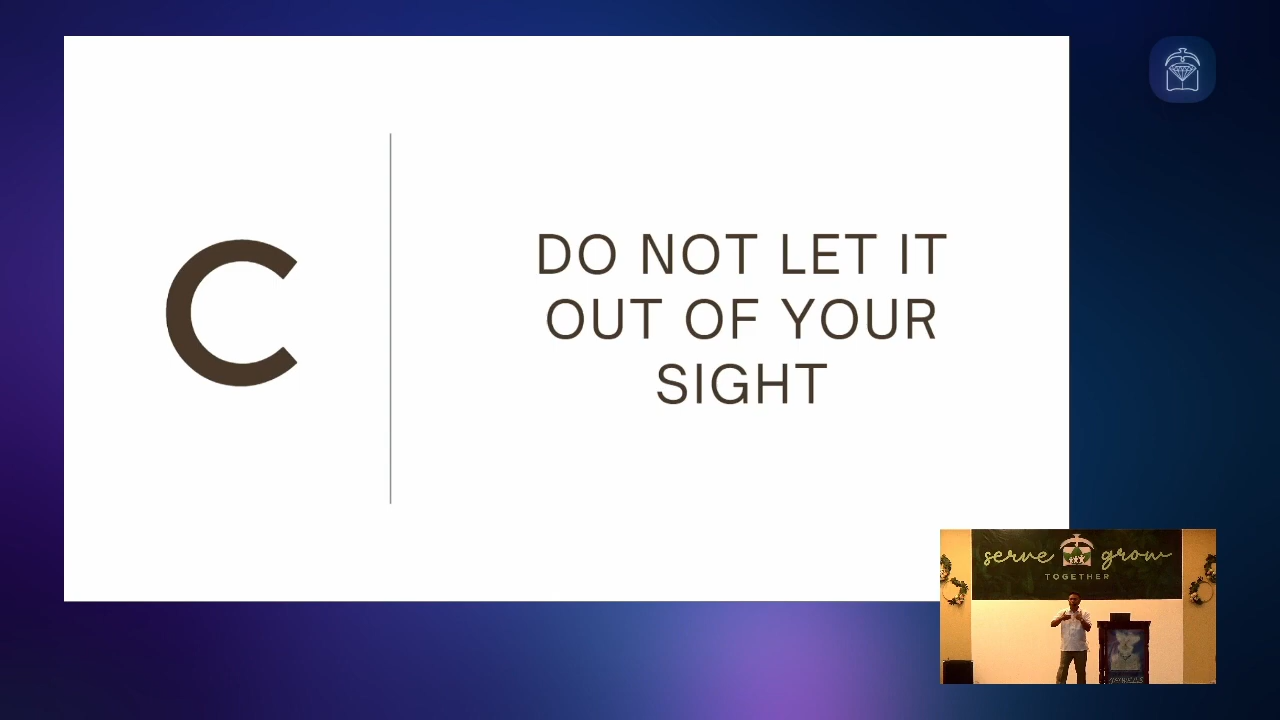 C
DO NOT LET IT
OUT OF YOUR
SIGHT
serve grow
TOGETHER